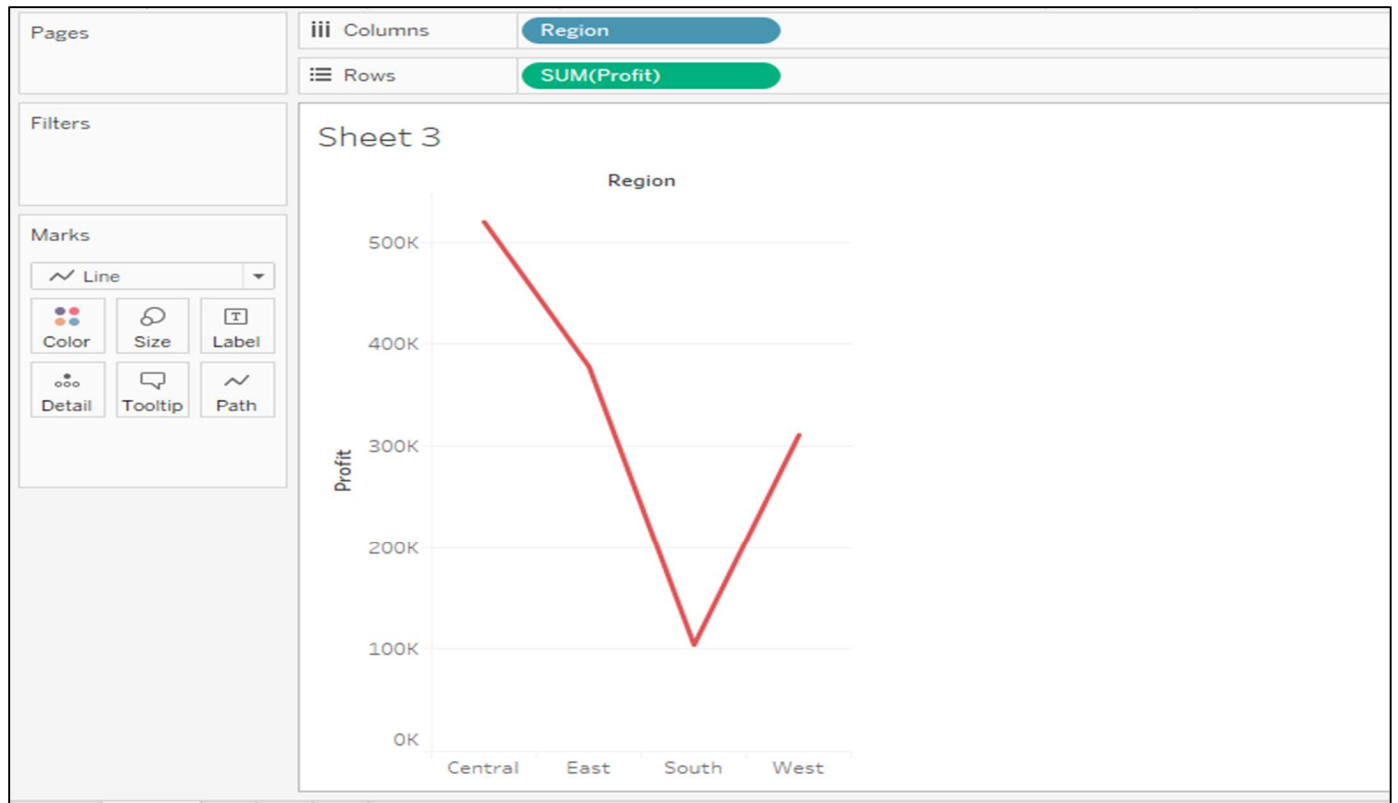 Pages
Columns
Region
Rows
SUM(Profit)
Filters
Marks
Line
Color
Size
Label
Detail
Tooltip
Path
Sheet 3
Region
Profit
500K
400K
300K
200K
100K
0K
Central East South West